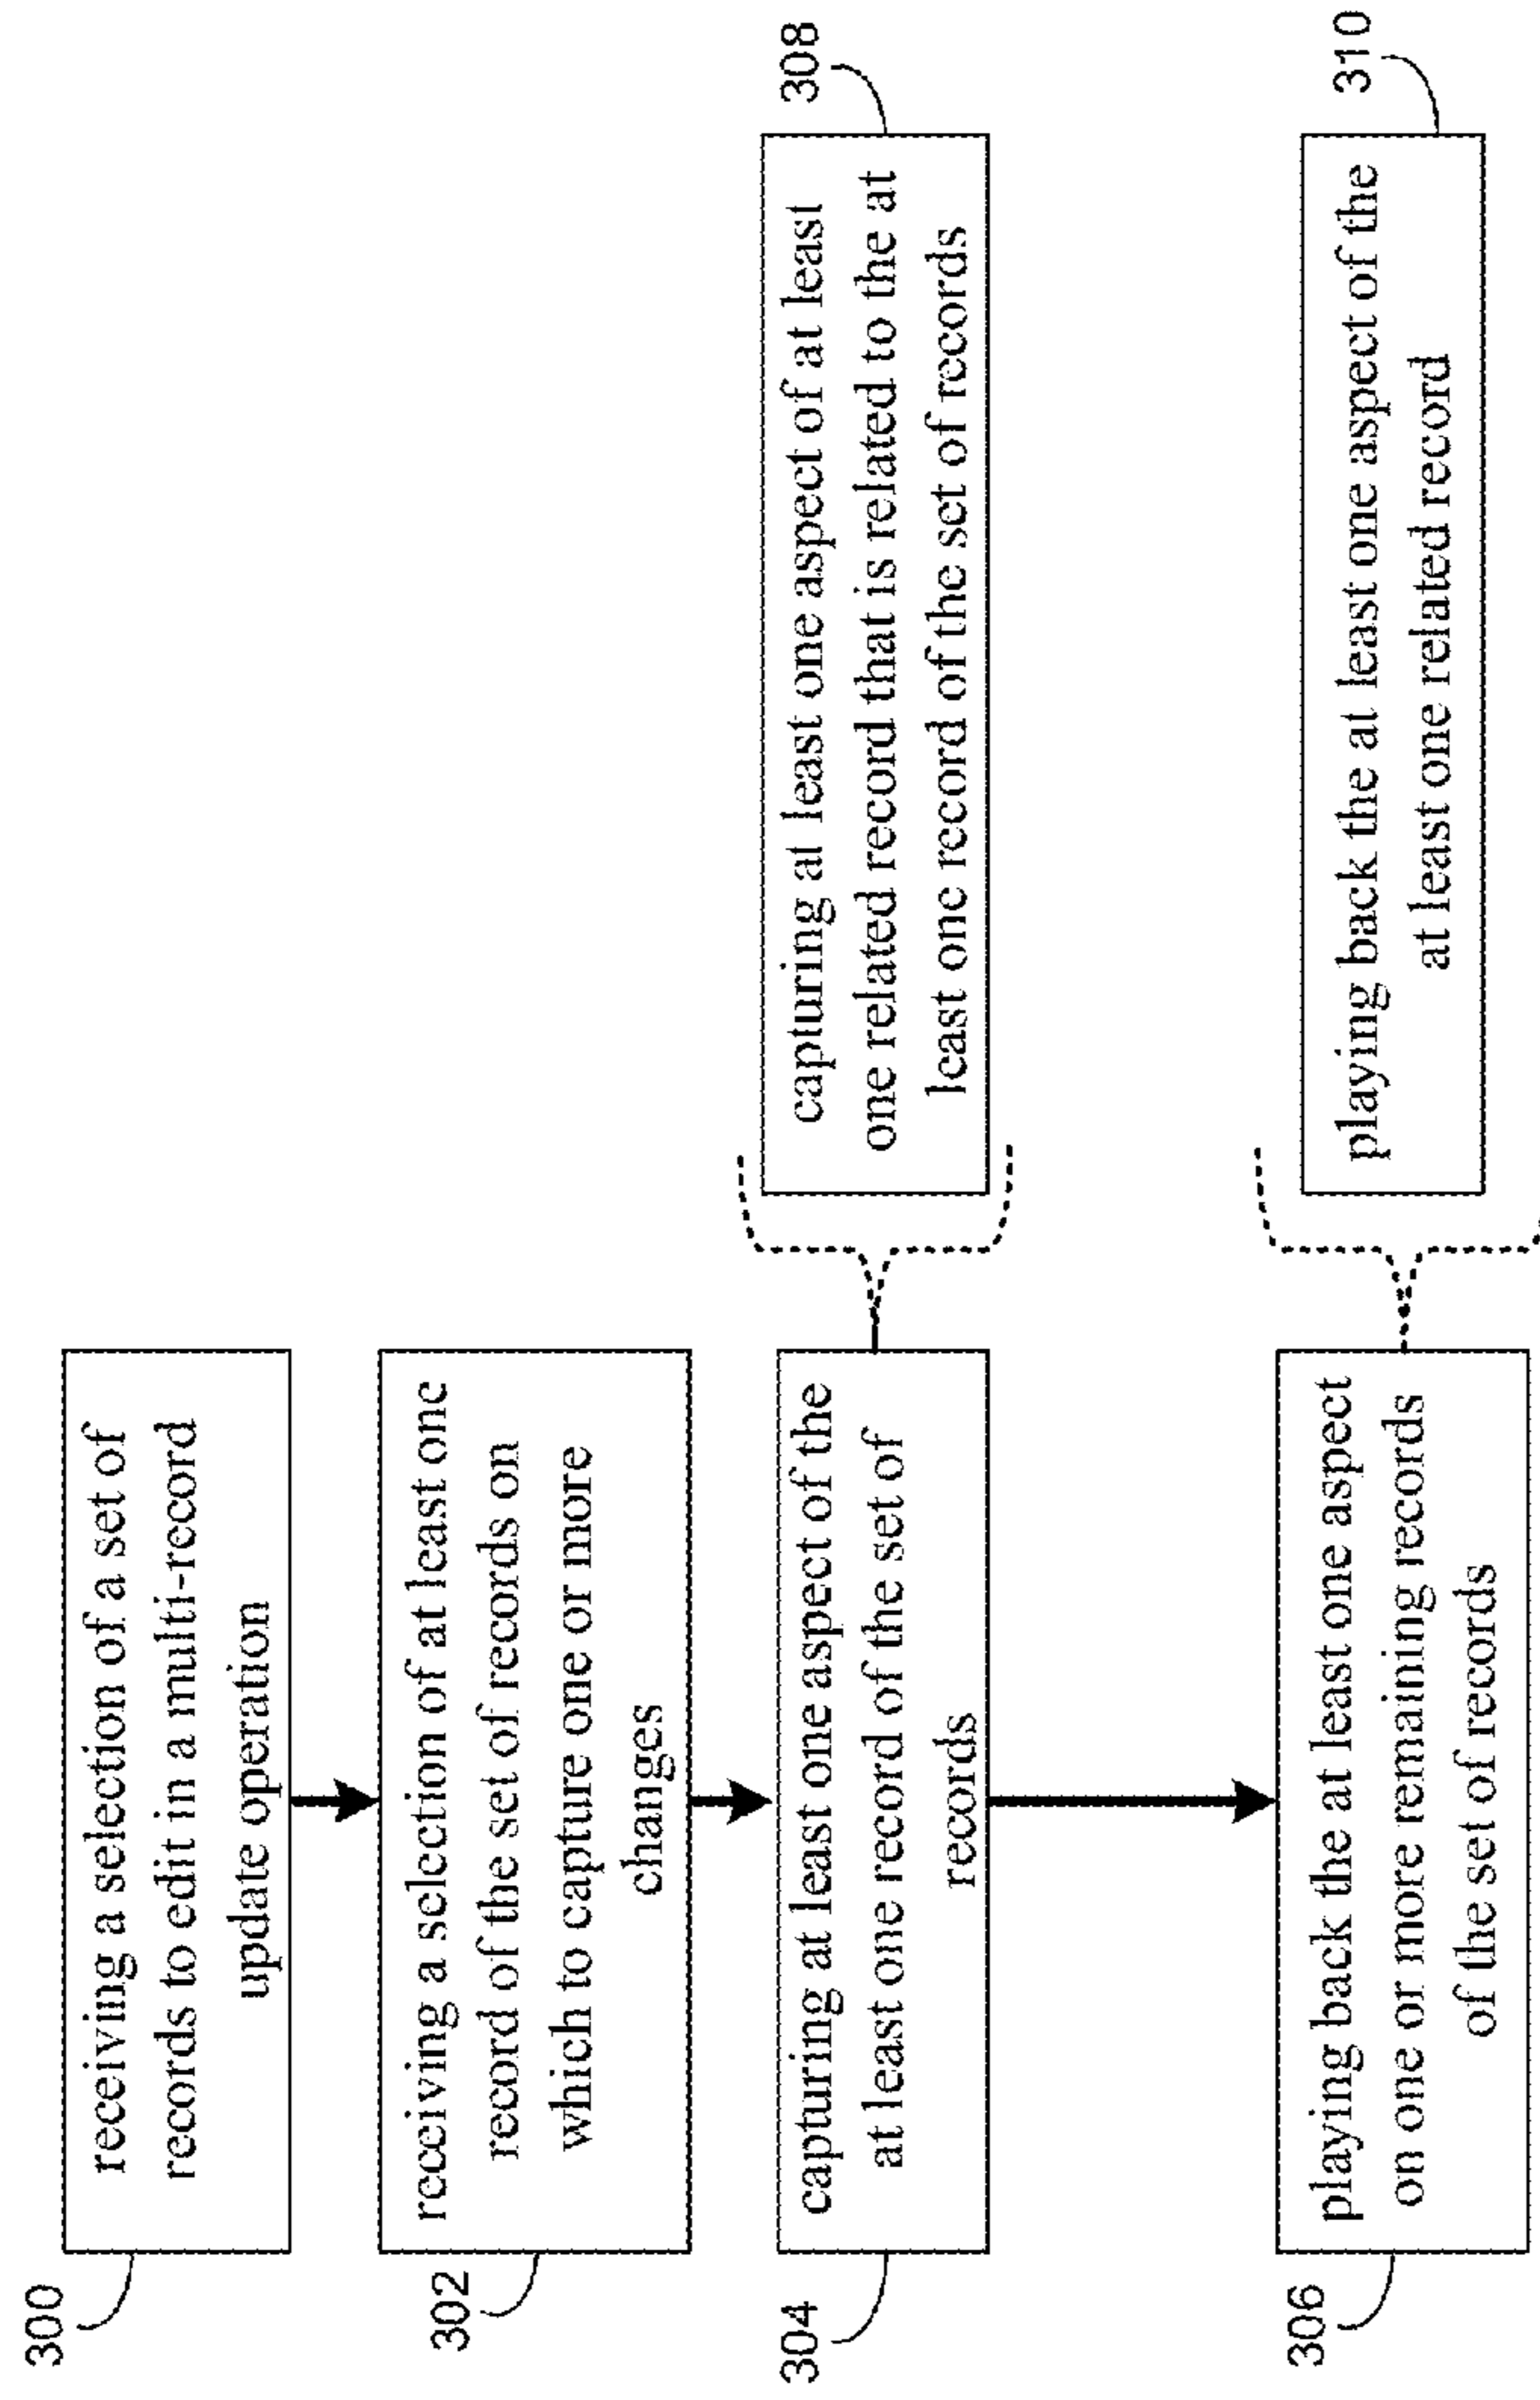 300
receiving a selection of a set of
records to edit in a multi-record
update operation
302
receiving a selection of at least one
record of the set of records on
which to capture one or more
changes
304
capturing at least one aspect of the
at least one record of the set of
records
308
capturing at least one aspect of at least
one related record that is related to the at
least one record of the set of records
306
playing back the at least one aspect
on one or more remaining records
of the set of records
310
playing back the at least one aspect of the
at least one related record